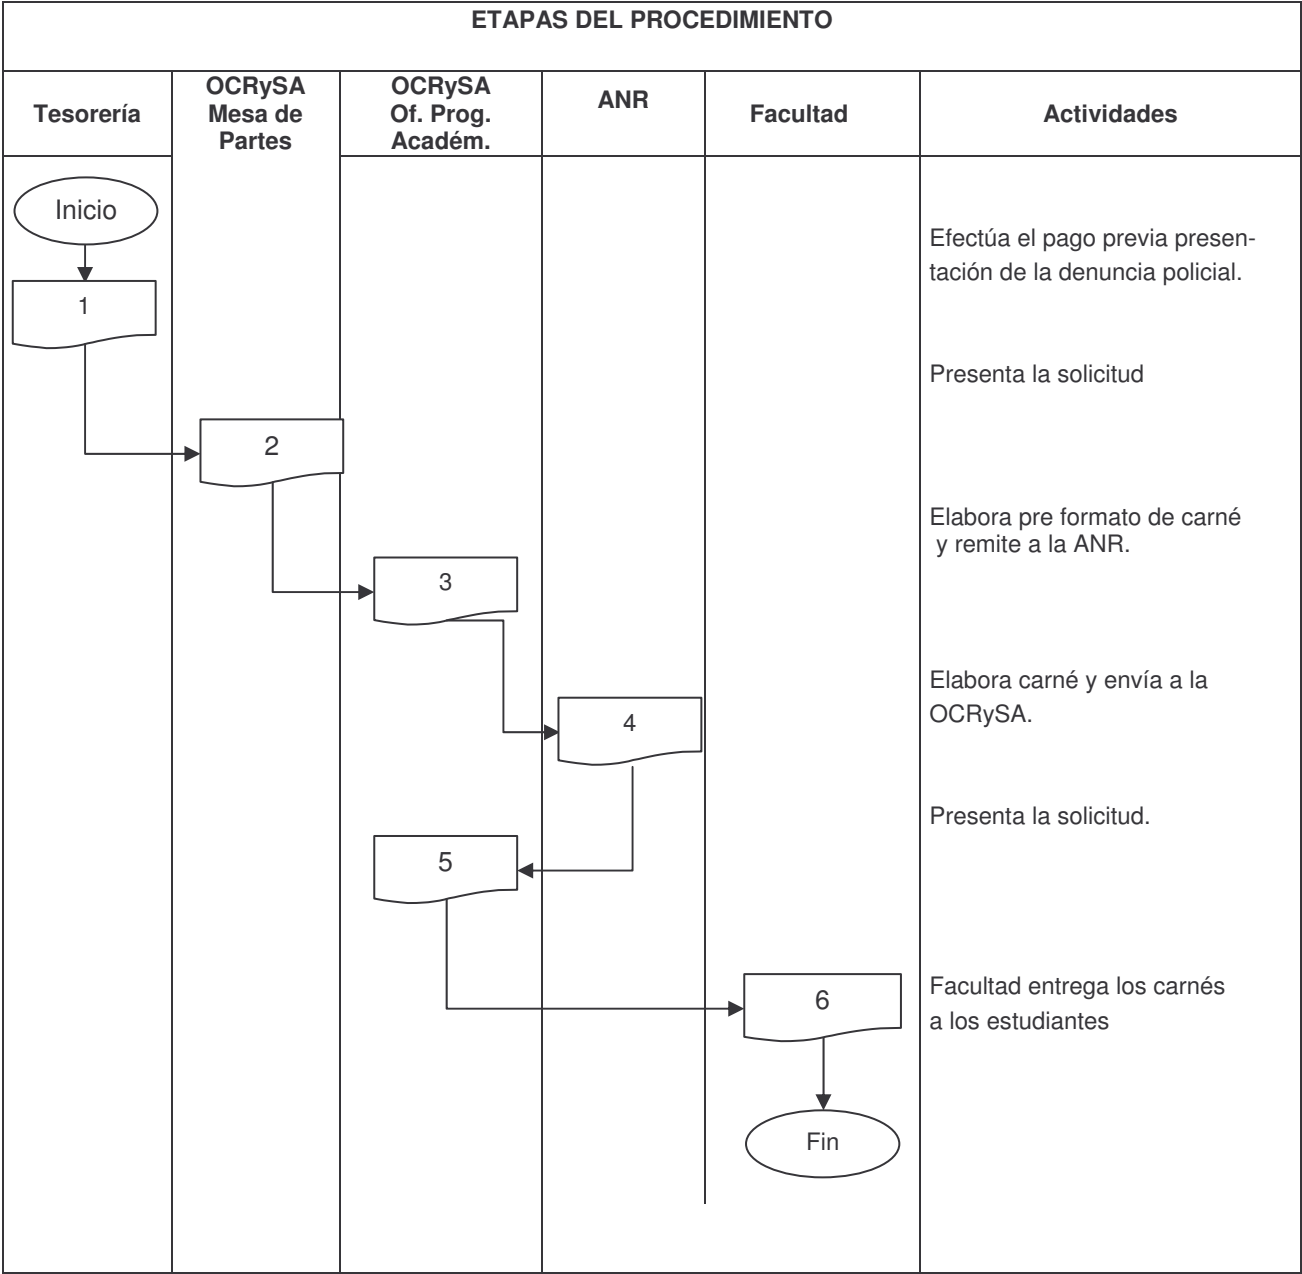 ETAPAS DEL PROCEDIMIENTO
Tesorería
OCRySA
Mesa de
Partes
OCRySA
Of. Prog.
Académ.
ANR
Facultad
Actividades
Inicio
Efectúa el pago previa presen-
tación de la denuncia policial.
1
Presenta la solicitud
2
Elabora pre formato de carné
y remite a la ANR.
3
Elabora carné y envía a la
OCRySA.
4
Presenta la solicitud.
5
Facultad entrega los carnés
a los estudiantes
6
Fin